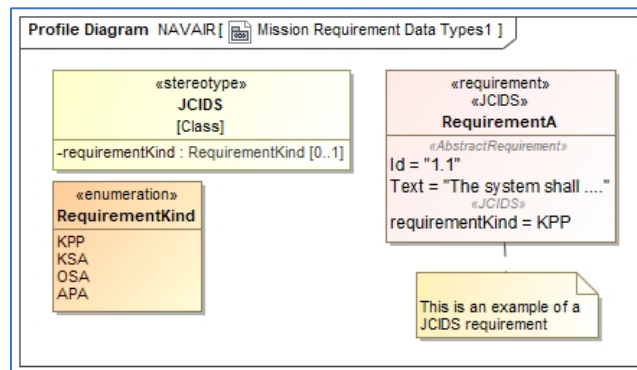 Profile Diagram NAVAIR [ Mission Requirement Data Types1 ]
«stereotype»
JCIDS
[Class]
-requirementKind : RequirementKind [0..1]
«enumeration»
RequirementKind
KPP
KSA
OSA
APA
«requirement»
«JCIDS»
RequirementA
«AbstractRequirement»
Id = "1.1"
Text = "The system shall ...."
«JCIDS»
requirementKind = KPP
This is an example of a
JCIDS requirement